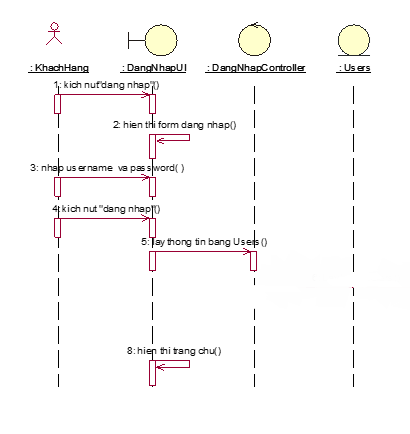 : KhachHang
: DangNhapUI
: DangNhapController
: Users
1: kich nut"dang nhap"()
2: hien thi form dang nhap()
3: nhap username va password( )
4: kich nut "dang nhap"()
5: lay thong tin bang Users()
8: hien thi trang chu()